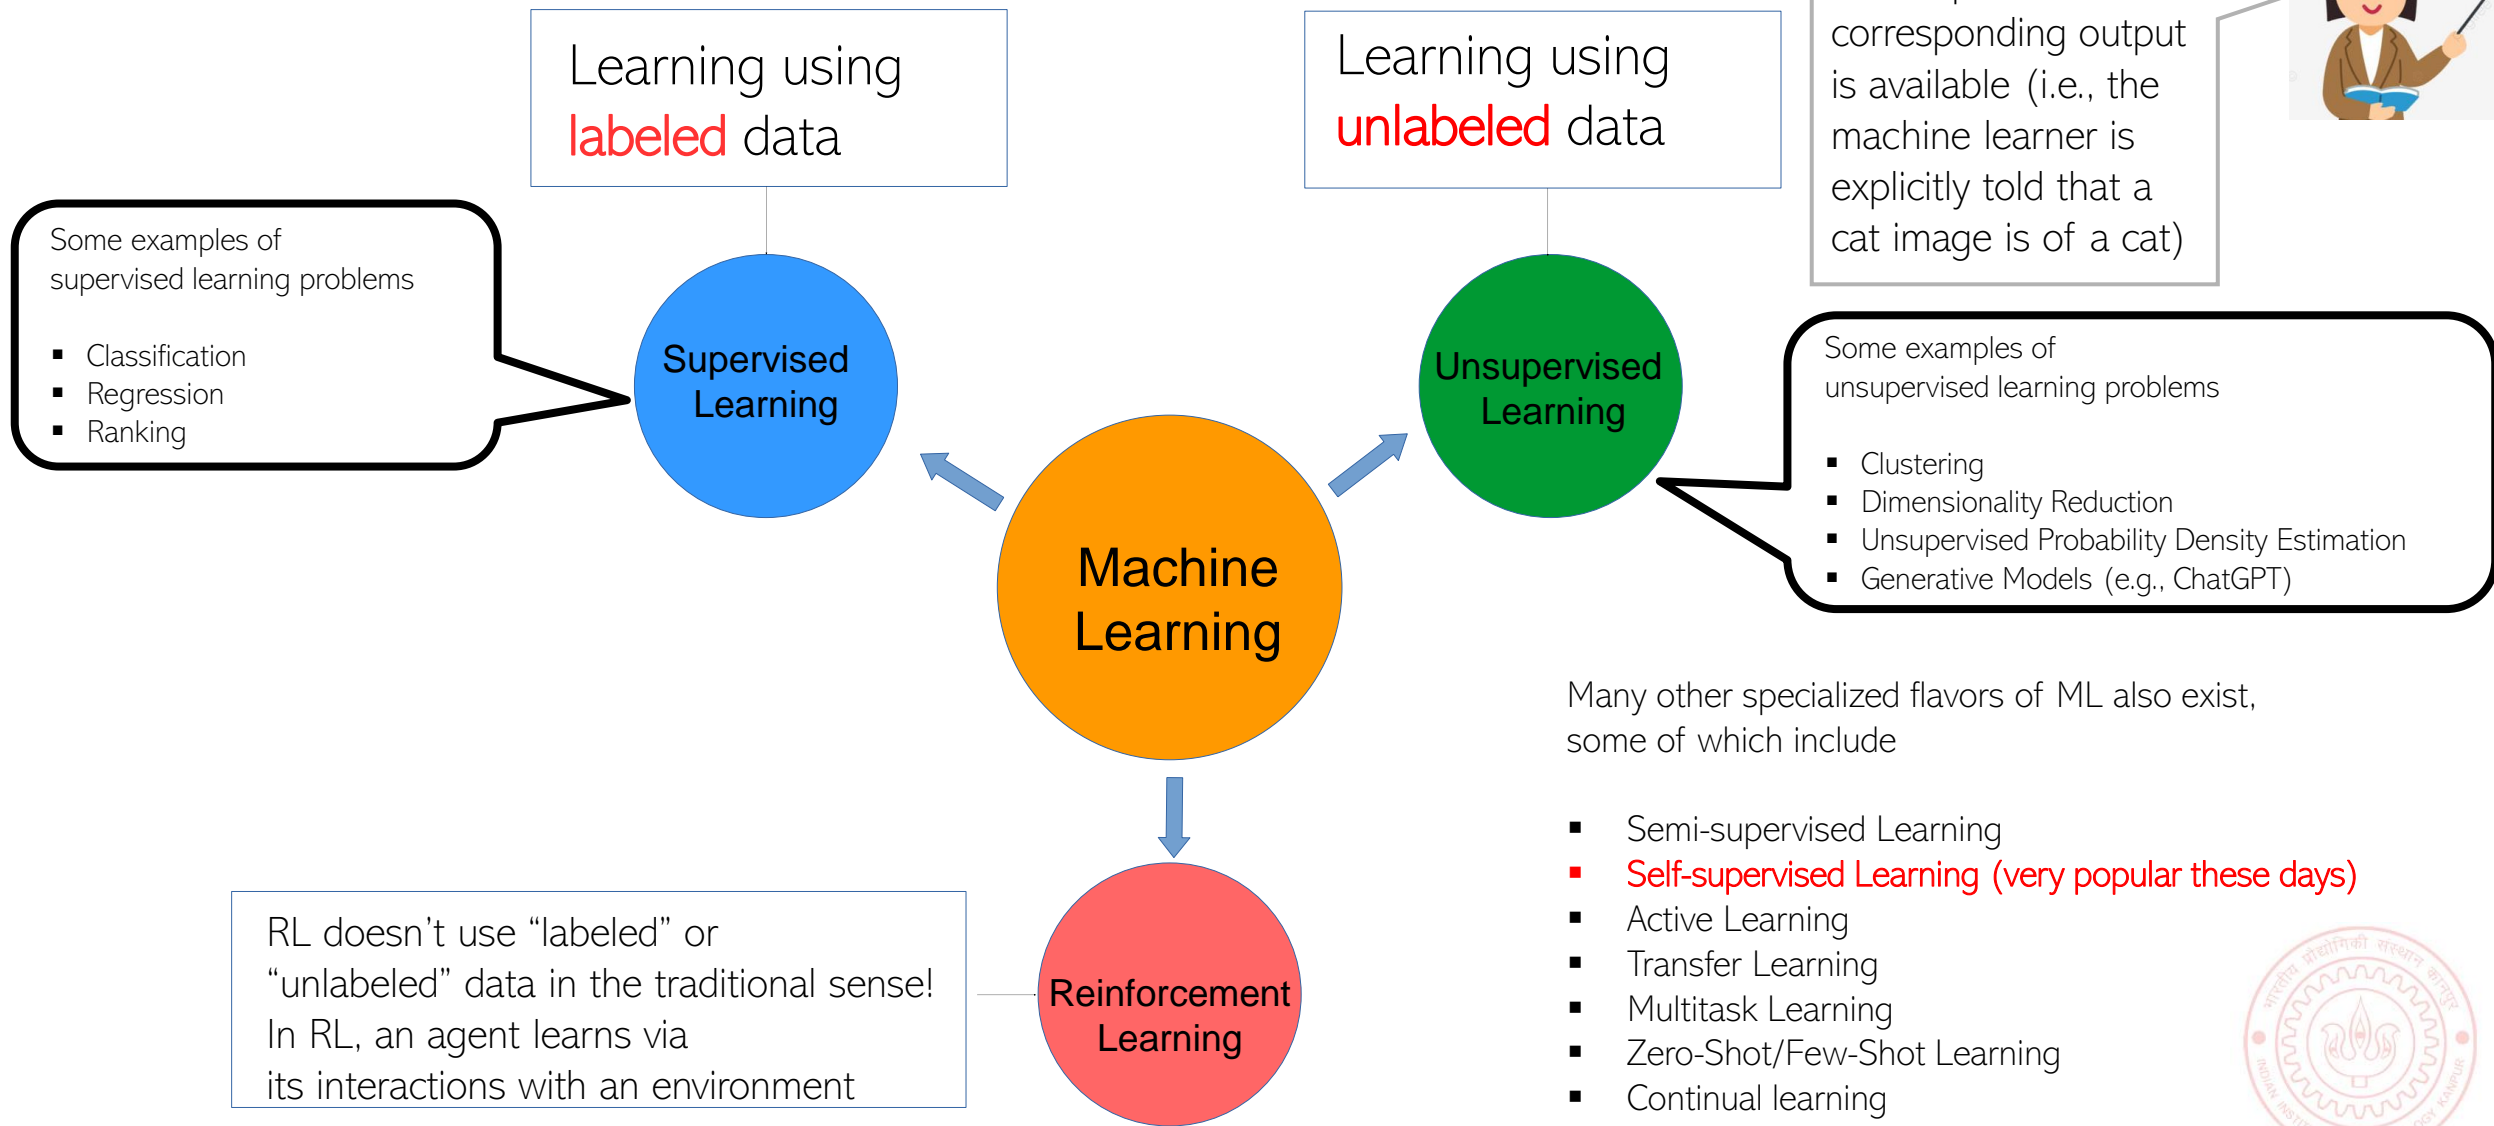 Learning using
labeled data
Learning using
unlabeled data
corresponding output
is available (i.e., the
machine learner is
explicitly told that a
cat image is of a cat)
Some examples of
supervised learning problems
▪ Classification
▪ Regression
▪ Ranking
Supervised
Learning
Unsupervised
Learning
Some examples of
unsupervised learning problems
▪ Clustering
▪ Dimensionality Reduction
▪ Unsupervised Probability Density Estimation
▪ Generative Models (e.g., ChatGPT)
Machine
Learning
Many other specialized flavors of ML also exist,
some of which include
▪ Semi-supervised Learning
▪ Self-supervised Learning (very popular these days)
▪ Active Learning
▪ Transfer Learning
▪ Multitask Learning
▪ Zero-Shot/Few-Shot Learning
▪ Continual learning
RL doesn’t use “labeled” or
“unlabeled” data in the traditional sense!
In RL, an agent learns via
its interactions with an environment
Reinforcement
Learning
भारतीय प्रौद्योगिकी संस्थान कानपुर
INDIAN
KANPUR